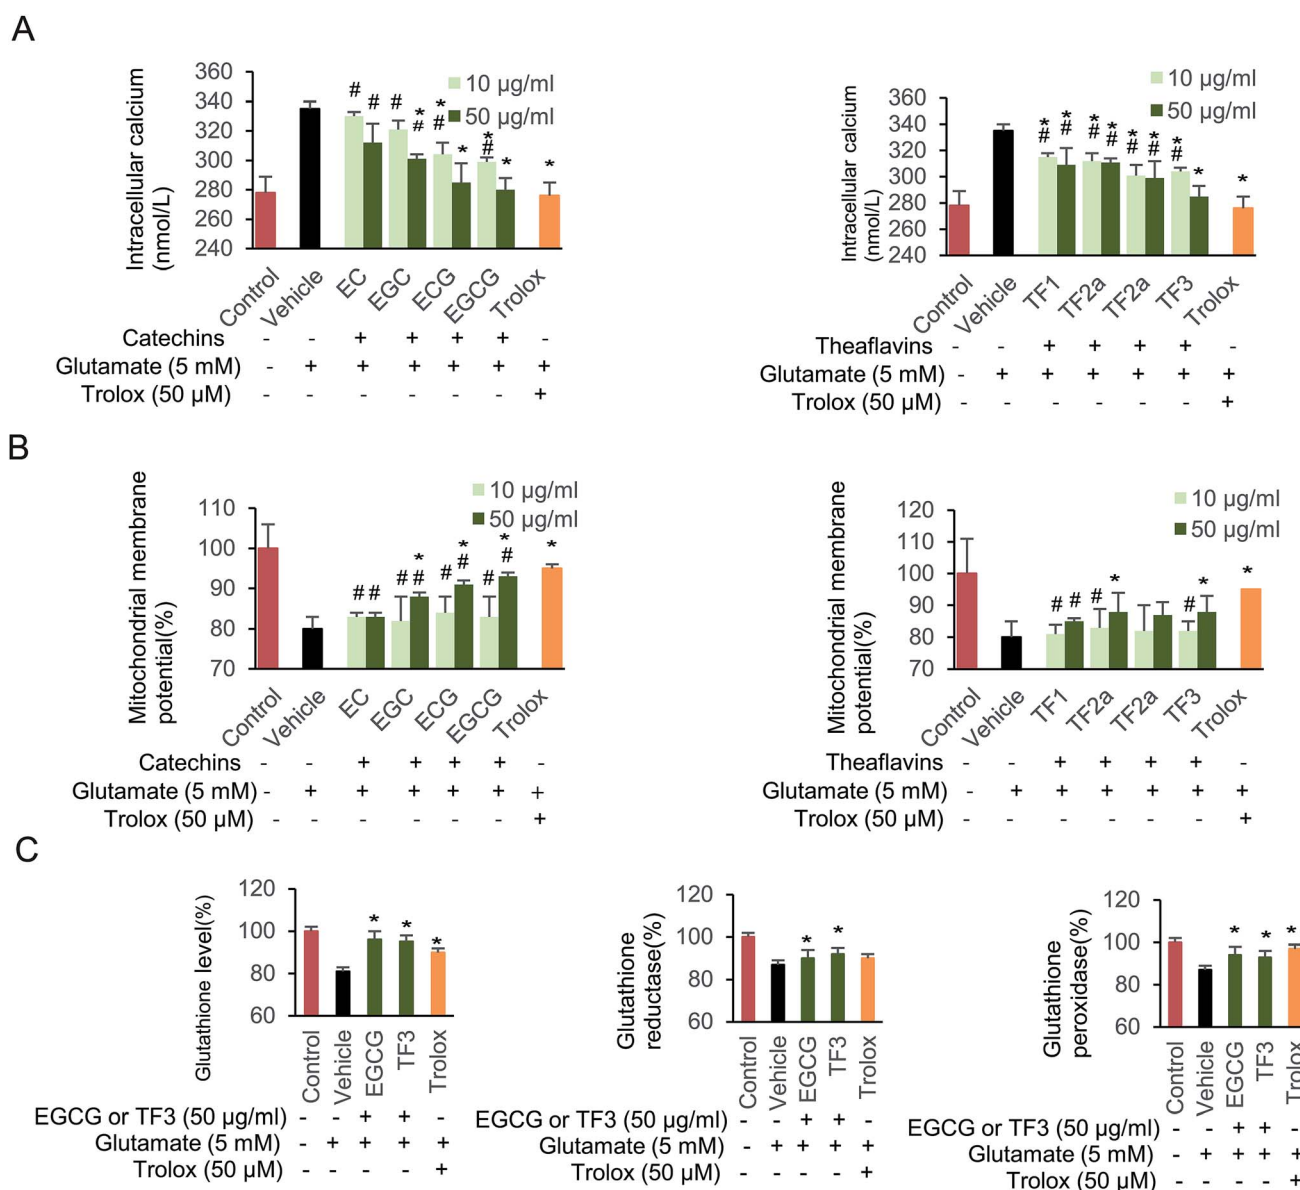 A
Intracellular calcium
(nmol/L)
360
340
320
300
280
260
240
10 µg/ml
50 µg/ml
# # # * # * # * * # * *
Control Vehicle EC EGC ECG EGCG Trolox
Catechins - - + + + + -
Glutamate (5 mM) - + + + + + +
Trolox (50 µM) - - - - - - +
Intracellular calcium
(nmol/L)
360
340
320
300
280
260
240
10 µg/ml
50 µg/ml
* # * # * # * # * # * # * # * *
Control Vehicle TF1 TF2a TF2a TF3 Trolox
Theaflavins - - + + + + -
Glutamate (5 mM) - + + + + + +
Trolox (50 µM) - - - - - - +
B
Mitochondrial membrane
potential(%)
110
100
90
80
70
10 µg/ml
50 µg/ml
# # # * # # * # # * # *
Control Vehicle EC EGC ECG EGCG Trolox
Catechins - - + + + + -
Glutamate (5 mM) - + + + + + +
Trolox (50 µM) - - - - - - +
Mitochondrial membrane
potential(%)
120
110
100
90
80
70
10 µg/ml
50 µg/ml
# # # * # * *
Control Vehicle TF1 TF2a TF2a TF3 Trolox
Theaflavins - - + + + + -
Glutamate (5 mM) - + + + + + +
Trolox (50 µM) - - - - - - +
C
Glutathione level(%)
120
100
80
60
* * *
Control Vehicle EGCG TF3 Trolox
EGCG or TF3 (50 µg/ml) - - + + -
Glutamate (5 mM) - + + + +
Trolox (50 µM) - - - - +
Glutathione
reductase(%)
120
100
80
60
* *
Control Vehicle EGCG TF3 Trolox
EGCG or TF3 (50 µg/ml) - - + + -
Glutamate (5 mM) - + + + +
Trolox (50 µM) - - - - +
Glutathione
peroxidase(%)
120
100
80
60
* * *
Control Vehicle EGCG TF3 Trolox
EGCG or TF3 (50 µg/ml) - - + + -
Glutamate (5 mM) - + + + +
Trolox (50 µM) - - - - +